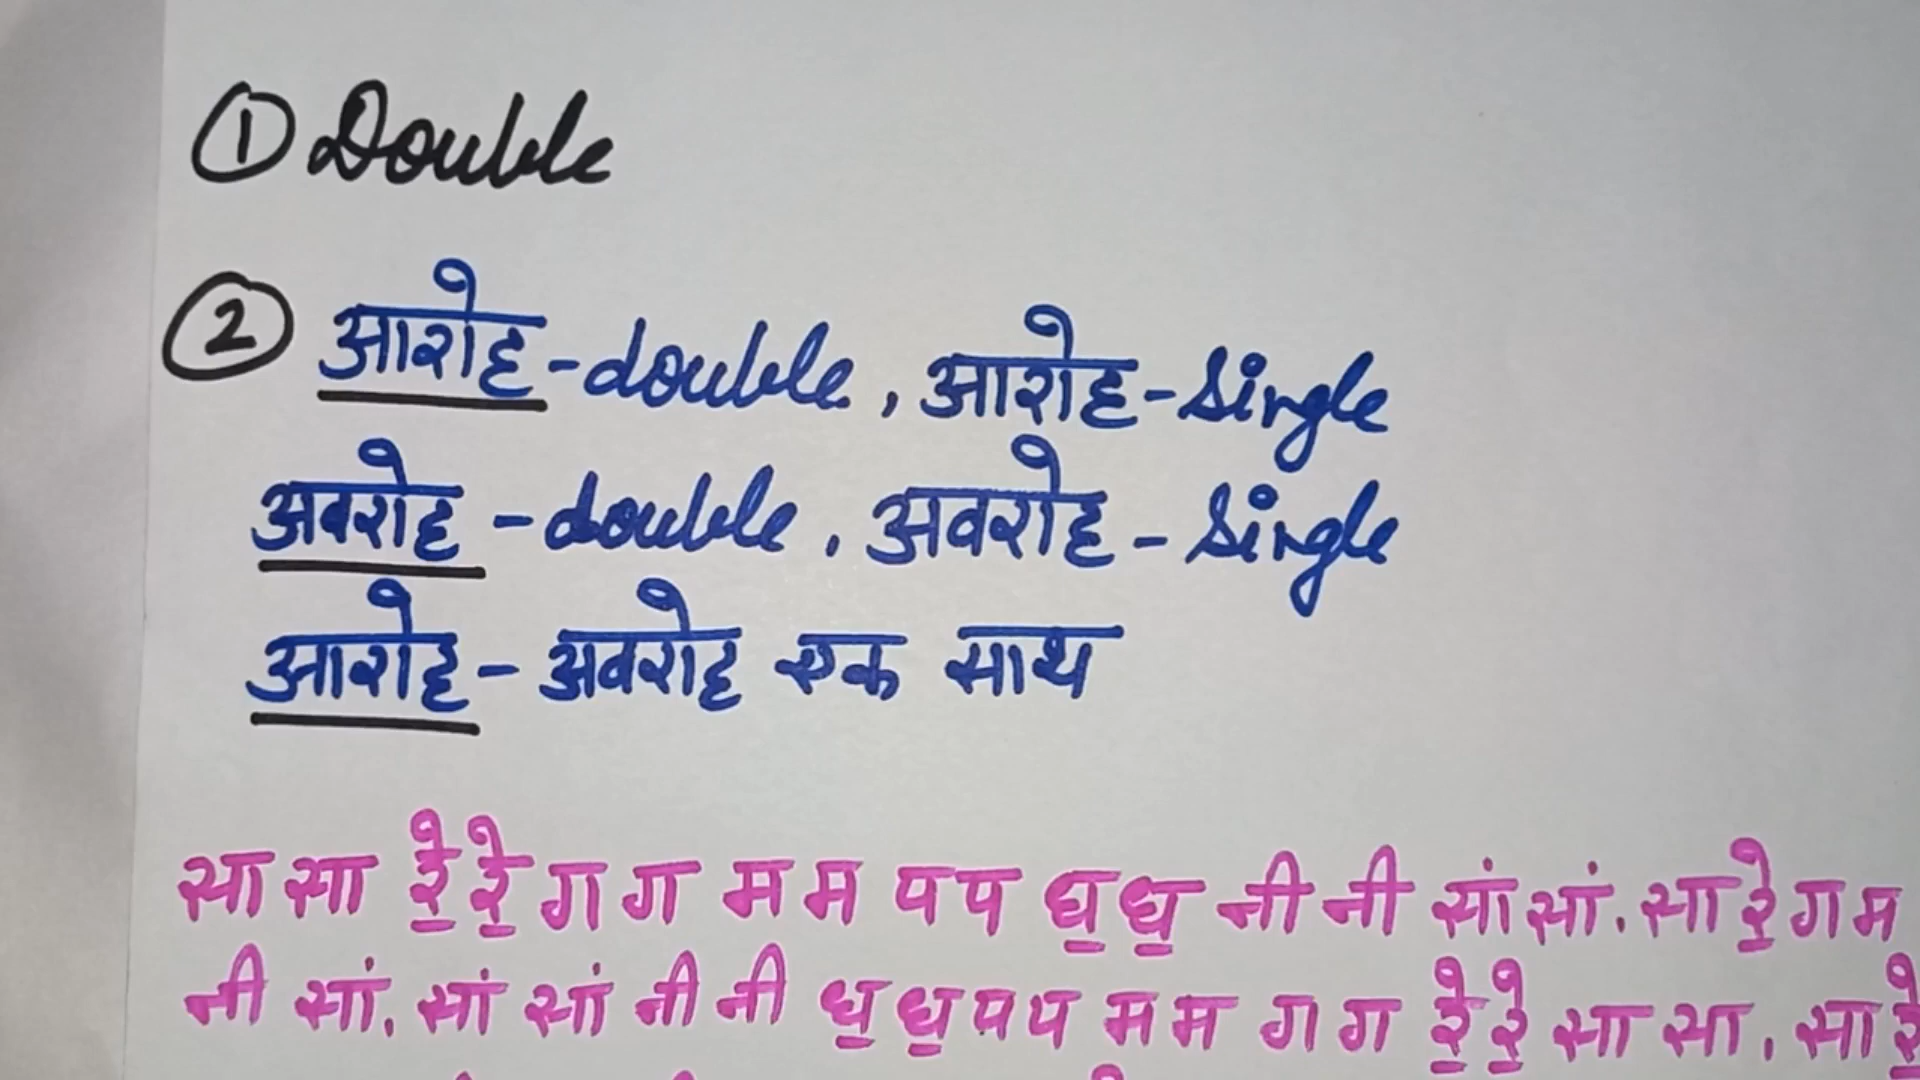 ① Double
② आरोह - double, आरोह - single
अवरोह - double, अवरोह - single
आरोह - अवरोह एक साथ
सा सा रे॒ रे॒ ग ग म म प प ध॒ ध॒ नी नी सां सां. सा रे॒ ग म
नी सां. सां सां नी नी ध॒ ध॒ प प म म ग ग रे॒ रे॒ सा सा. सा रे॒